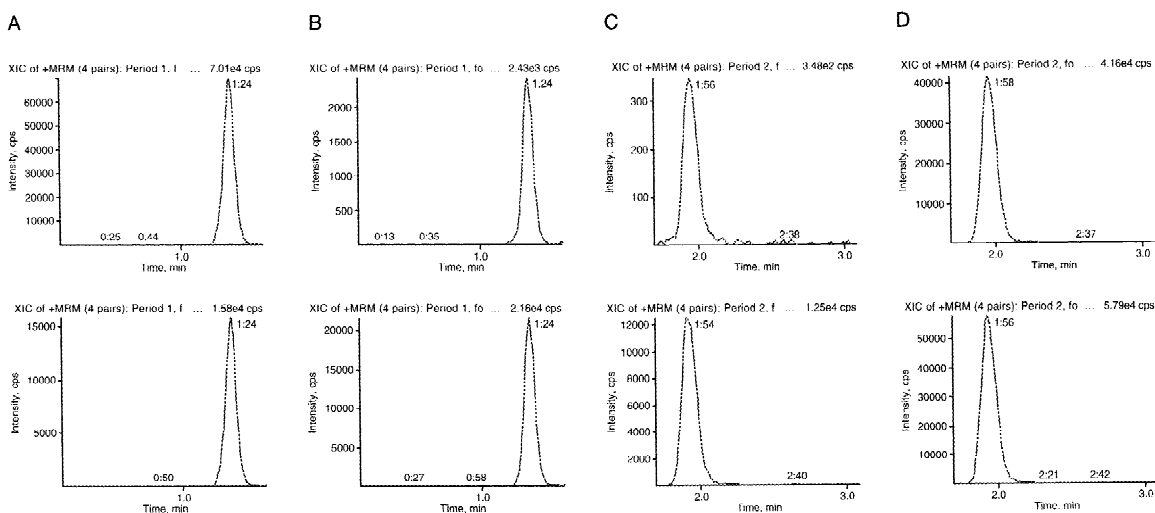 A
B
C
D
XIC of +MRM (4 pairs): Period 1, f ... 7.01e4 cps
1:24
Intensity, cps
70000
60000
50000
40000
30000
20000
10000
0:25
0:44
1.0
Time, min
XIC of +MRM (4 pairs): Period 1, fo ... 2.43e3 cps
1.24
Intensity, cps
2000
1500
1000
500
0:13
0:35
1.0
Time, min
XIC of +MRM (4 pairs): Period 2, f ... 3.48e2 cps
1:56
Intensity, cps
300
200
100
2:38
2.0
3.0
Time, min
XIC of +MRM (4 pairs): Period 2, fo ... 4.16e4 cps
1:58
Intensity, cps
40000
30000
20000
10000
2:37
2.0
3.0
Time, min
XIC of +MRM (4 pairs): Period 1, f ... 1.58e4 cps
1:24
Intensity, cps
15000
10000
5000
0:50
1.0
Time, min
XIC of +MRM (4 pairs): Period 1, fo ... 2.16e4 cps
1:24
Intensity, cps
20000
15000
10000
5000
0:27
0:58
1.0
Time, min
XIC of +MRM (4 pairs): Period 2, f ... 1.25e4 cps
1:54
Intensity, cps
12000
10000
8000
6000
4000
2000
2:40
2.0
3.0
Time, min
XIC of +MRM (4 pairs): Period 2, fo ... 5.79e4 cps
1:56
Intensity, cps
50000
40000
30000
20000
10000
2:21
2:42
2.0
3.0
Time, min